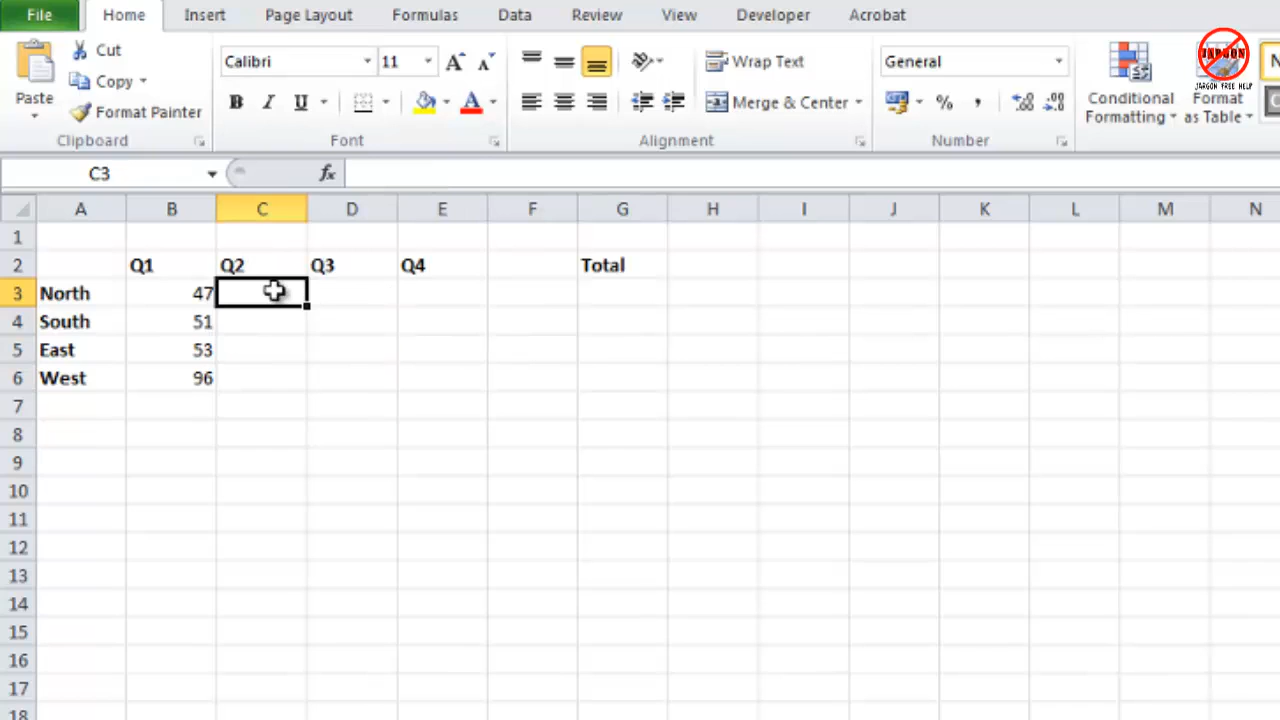 File Home Insert Page Layout Formulas Data Review View Developer Acrobat
Cut
Copy
Format Painter
Paste
Clipboard
Calibri 11
B I U A
Font
Wrap Text
Merge & Center
Alignment
General
% ,
Number
Conditional Formatting
Format as Table
JARGON
JARGON FREE HELP
C3 fx
A B C D E F G H I J K L M N
1
2 Q1 Q2 Q3 Q4 Total
3 North 47
4 South 51
5 East 53
6 West 96
7
8
9
10
11
12
13
14
15
16
17
18